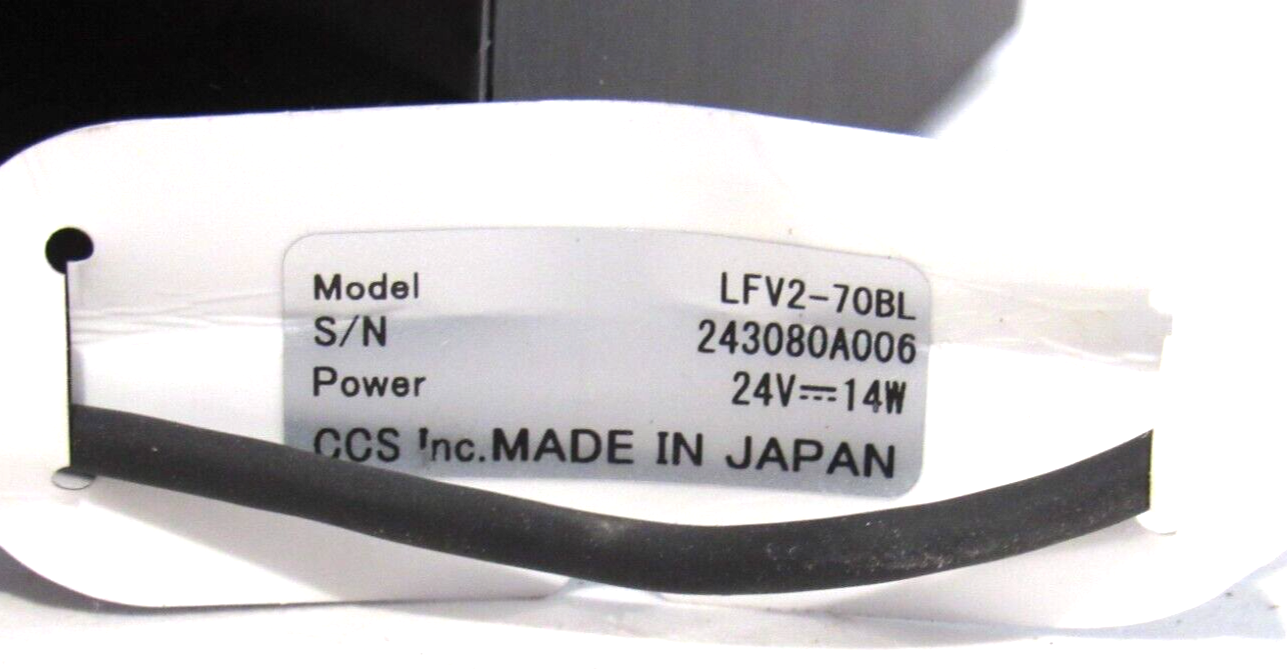 Model LFV2-70BL
S/N 243080A006
Power 24V⎓14W
CCS Inc.MADE IN JAPAN